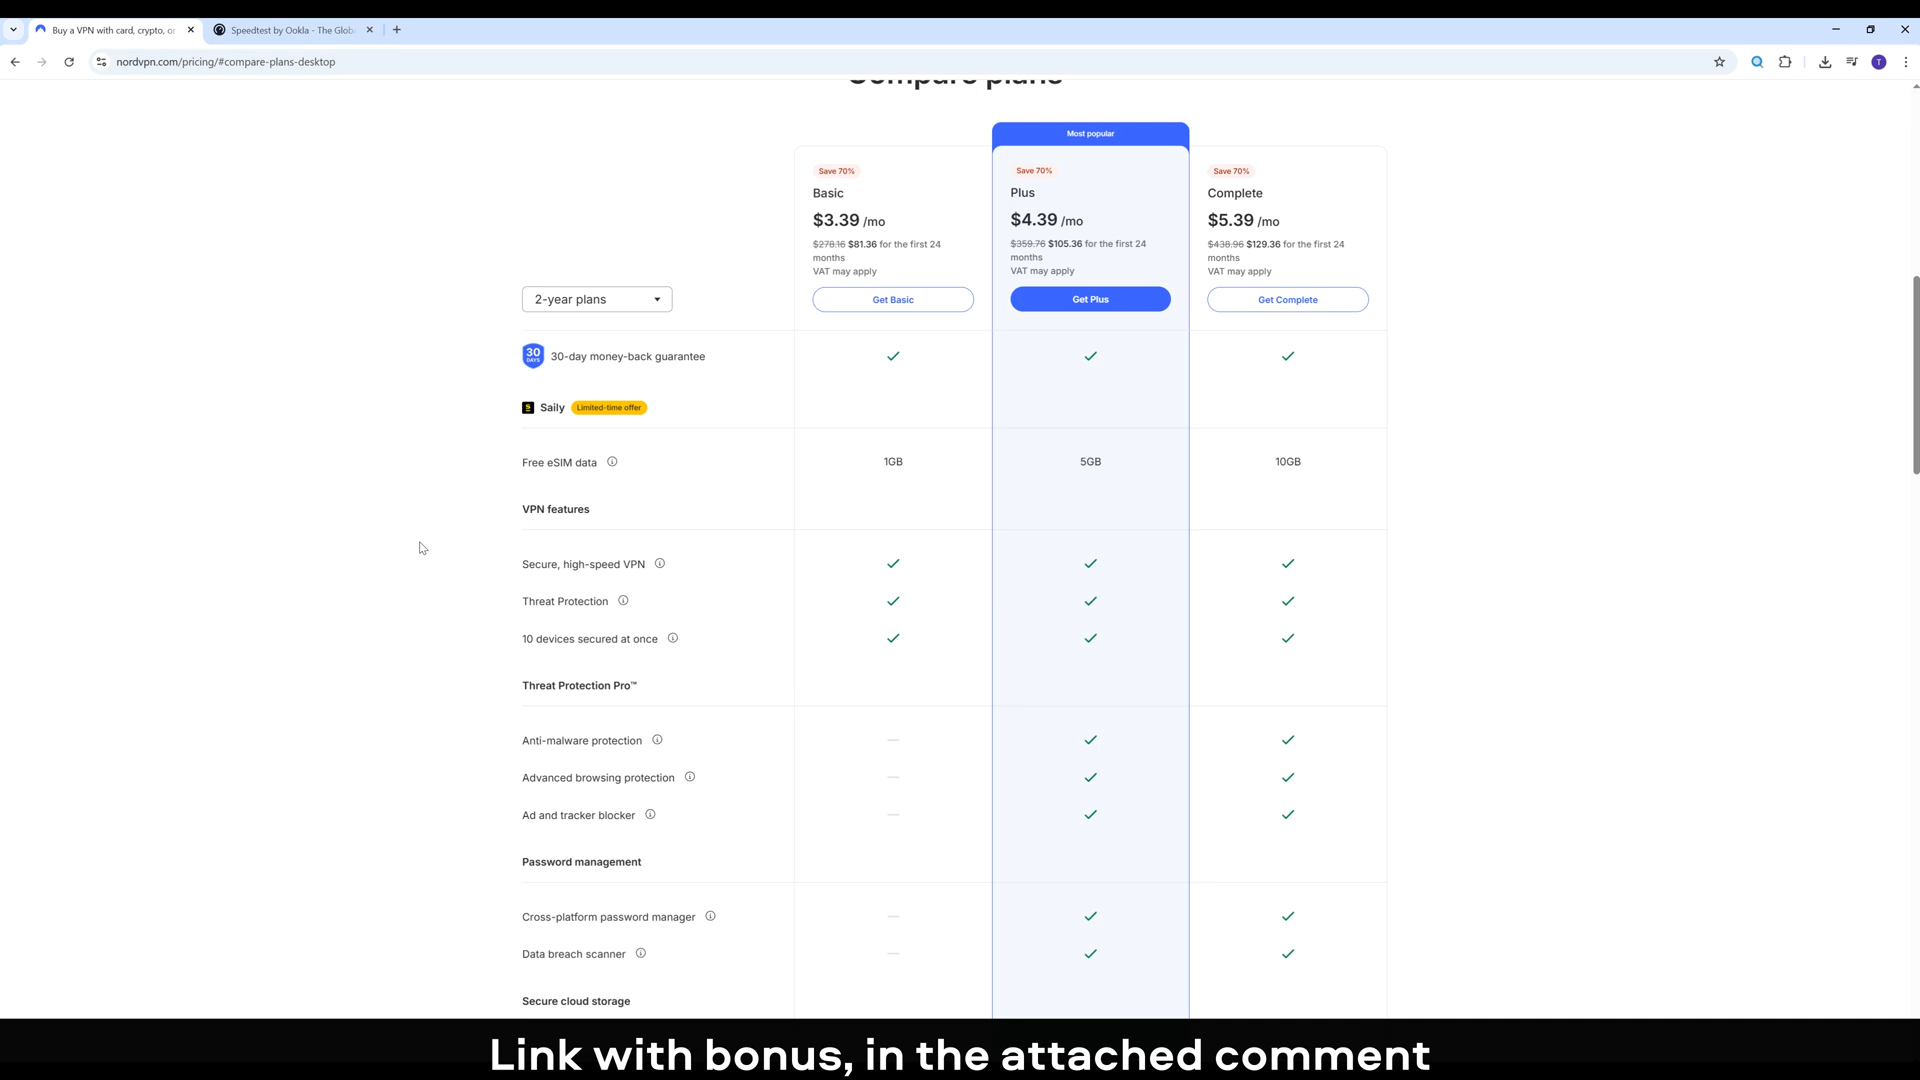 Buy a VPN with card, crypto, or
Speedtest by Ookla - The Glob
nordvpn.com/pricing/#compare-plans-desktop
T
Compare plans
Most popular
Save 70%
Basic
$3.39 /mo
$278.16 $81.36 for the first 24
months
VAT may apply
Get Basic
Save 70%
Plus
$4.39 /mo
$359.76 $105.36 for the first 24
months
VAT may apply
Get Plus
Save 70%
Complete
$5.39 /mo
$438.96 $129.36 for the first 24
months
VAT may apply
Get Complete
2-year plans
30
DAYS
30-day money-back guarantee
Saily Limited-time offer
Free eSIM data 1GB 5GB 10GB
VPN features
Secure, high-speed VPN
Threat Protection
10 devices secured at once
Threat Protection Pro™
Anti-malware protection
Advanced browsing protection
Ad and tracker blocker
Password management
Cross-platform password manager
Data breach scanner
Secure cloud storage
Link with bonus, in the attached comment